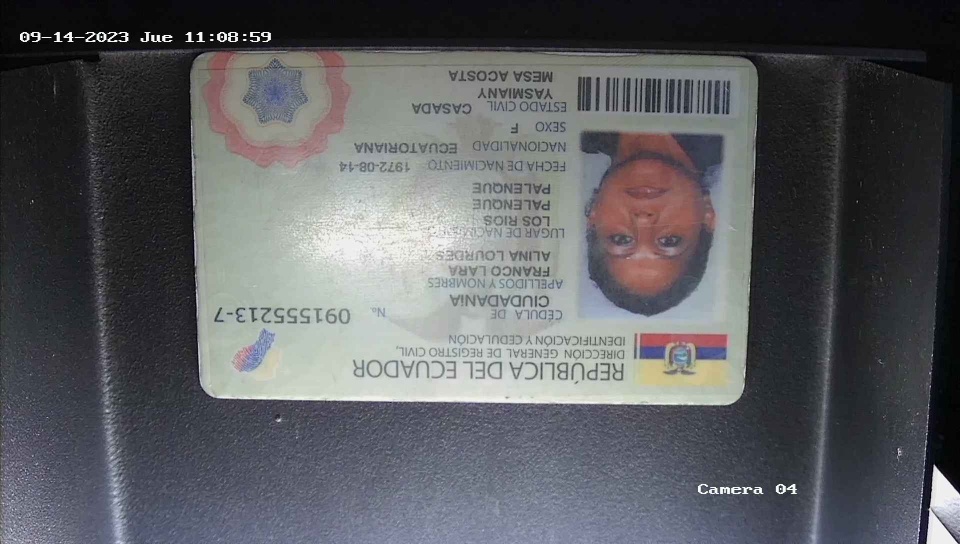 09-14-2023 Jue 11:08:59
REPÚBLICA DEL ECUADOR
DIRECCIÓN GENERAL DE REGISTRO CIVIL,
IDENTIFICACIÓN Y CEDULACIÓN
CÉDULA DE No. 091555213-7
CIUDADANÍA
APELLIDOS Y NOMBRES
FRANCO LARA
ALINA LOURDES
LUGAR DE NACIMIENTO
LOS RIOS
PALENQUE
PALENQUE
FECHA DE NACIMIENTO 1972-08-14
NACIONALIDAD ECUATORIANA
SEXO F
ESTADO CIVIL CASADA
YASMIANY
MESA ACOSTA
Camera 04